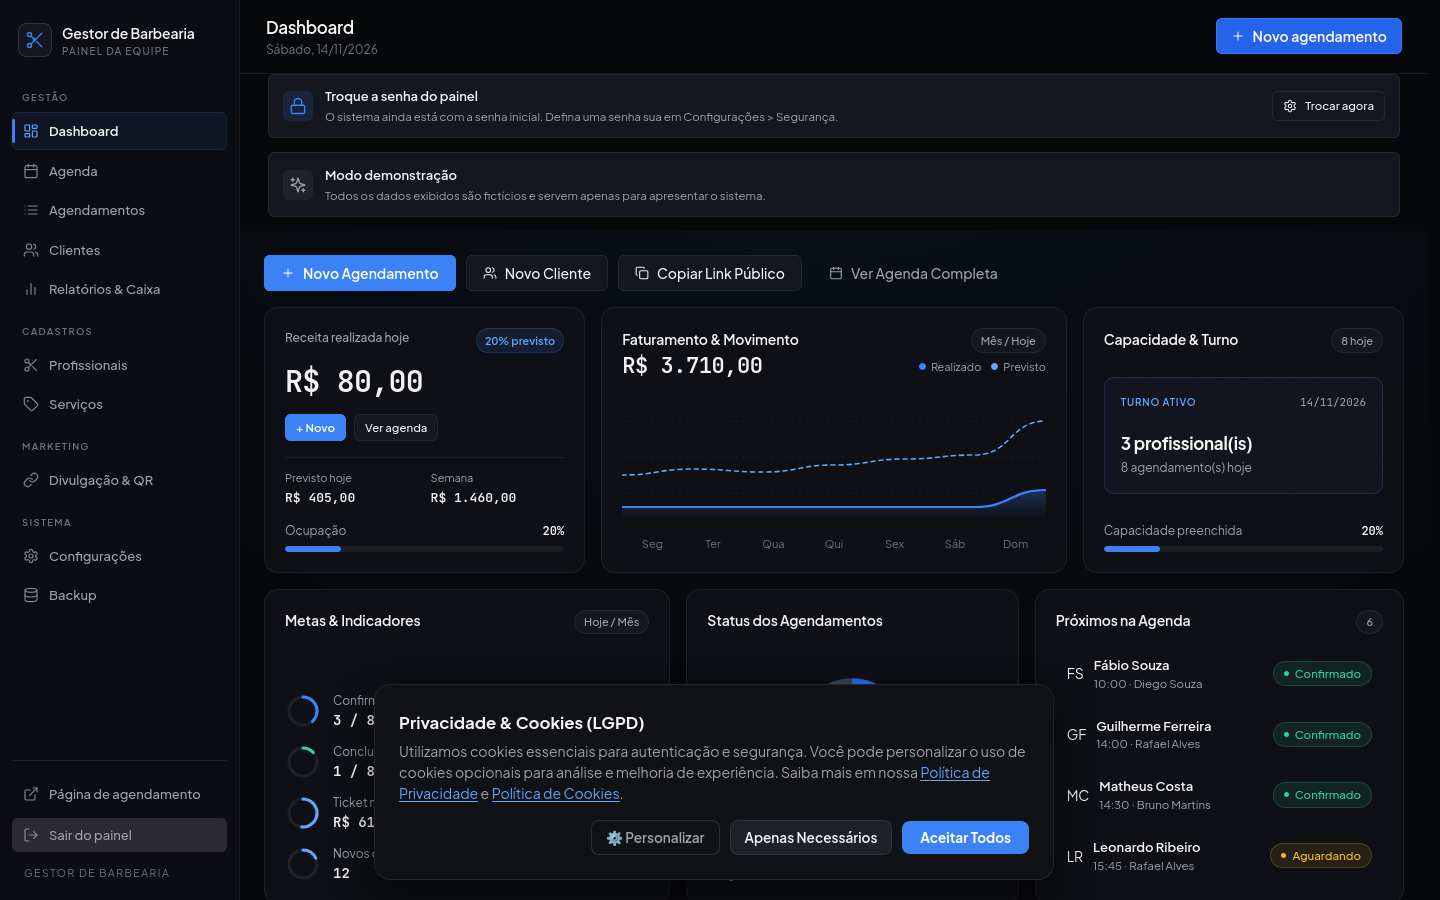 Gestor de Barbearia
PAINEL DA EQUIPE
GESTÃO
Dashboard
Agenda
Agendamentos
Clientes
Relatórios & Caixa
CADASTROS
Profissionais
Serviços
MARKETING
Divulgação & QR
SISTEMA
Configurações
Backup
Página de agendamento
Sair do painel
GESTOR DE BARBEARIA
Dashboard
Sábado, 14/11/2026
+ Novo agendamento
Troque a senha do painel
O sistema ainda está com a senha inicial. Defina uma senha sua em Configurações > Segurança.
Trocar agora
Modo demonstração
Todos os dados exibidos são fictícios e servem apenas para apresentar o sistema.
+ Novo Agendamento
Novo Cliente
Copiar Link Público
Ver Agenda Completa
Receita realizada hoje
20% previsto
R$ 80,00
+ Novo
Ver agenda
Previsto hoje
Semana
R$ 405,00
R$ 1.460,00
Ocupação
20%
Faturamento & Movimento
Mês / Hoje
R$ 3.710,00
Realizado
Previsto
Seg Ter Qua Qui Sex Sáb Dom
Capacidade & Turno
8 hoje
TURNO ATIVO
14/11/2026
3 profissional(is)
8 agendamento(s) hoje
Capacidade preenchida
20%
Metas & Indicadores
Hoje / Mês
Confirm
3 / 8
Conclu
1 / 8
Ticket
R$ 61
Novos
12
Status dos Agendamentos
Próximos na Agenda
6
FS
Fábio Souza
10:00 · Diego Souza
Confirmado
GF
Guilherme Ferreira
14:00 · Rafael Alves
Confirmado
MC
Matheus Costa
14:30 · Bruno Martins
Confirmado
LR
Leonardo Ribeiro
15:45 · Rafael Alves
Aguardando
Privacidade & Cookies (LGPD)
Utilizamos cookies essenciais para autenticação e segurança. Você pode personalizar o uso de
cookies opcionais para análise e melhoria de experiência. Saiba mais em nossa Política de
Privacidade e Política de Cookies.
⚙️ Personalizar
Apenas Necessários
Aceitar Todos